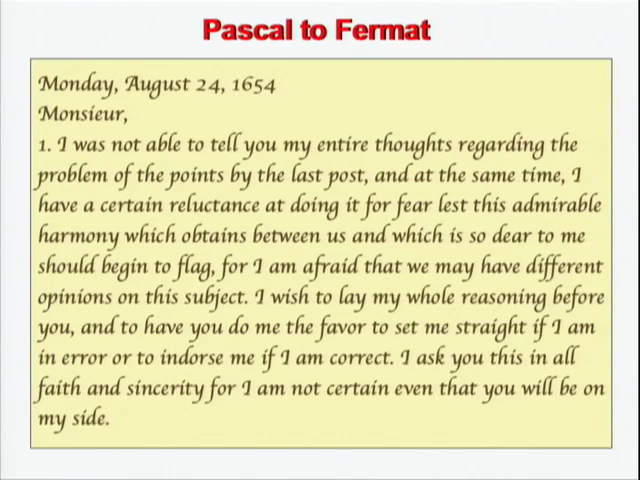 Pascal to Fermat
Monday, August 24, 1654
Monsieur,
1. I was not able to tell you my entire thoughts regarding the
problem of the points by the last post, and at the same time, I
have a certain reluctance at doing it for fear lest this admirable
harmony which obtains between us and which is so dear to me
should begin to flag, for I am afraid that we may have different
opinions on this subject. I wish to lay my whole reasoning before
you, and to have you do me the favor to set me straight if I am
in error or to indorse me if I am correct. I ask you this in all
faith and sincerity for I am not certain even that you will be on
my side.